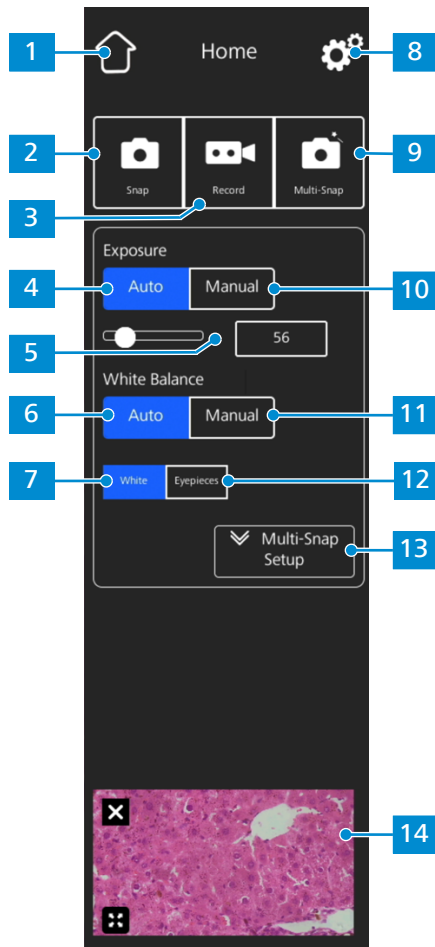 1 Home 8
2 9
Snap Record Multi-Snap
3
Exposure
4 Auto Manual 10
5 56
White Balance
6 Auto Manual 11
7 White Eyepieces 12
Multi-Snap 13
Setup
14